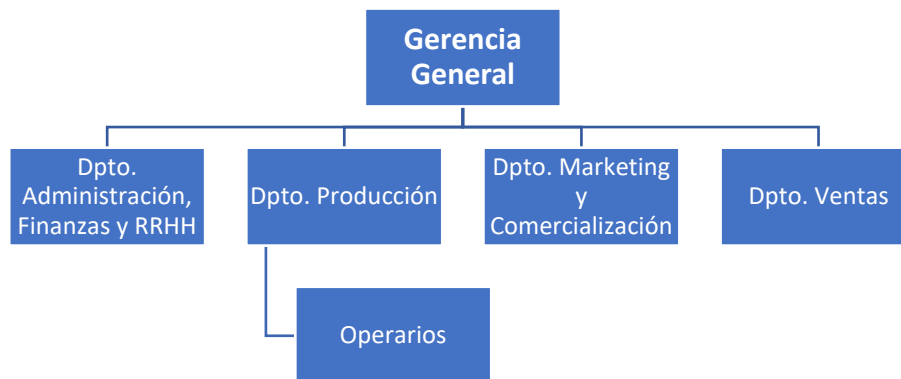 Gerencia
General
Dpto.
Administración,
Finanzas y RRHH
Dpto. Producción
Dpto. Marketing
y
Comercialización
Dpto. Ventas
Operarios